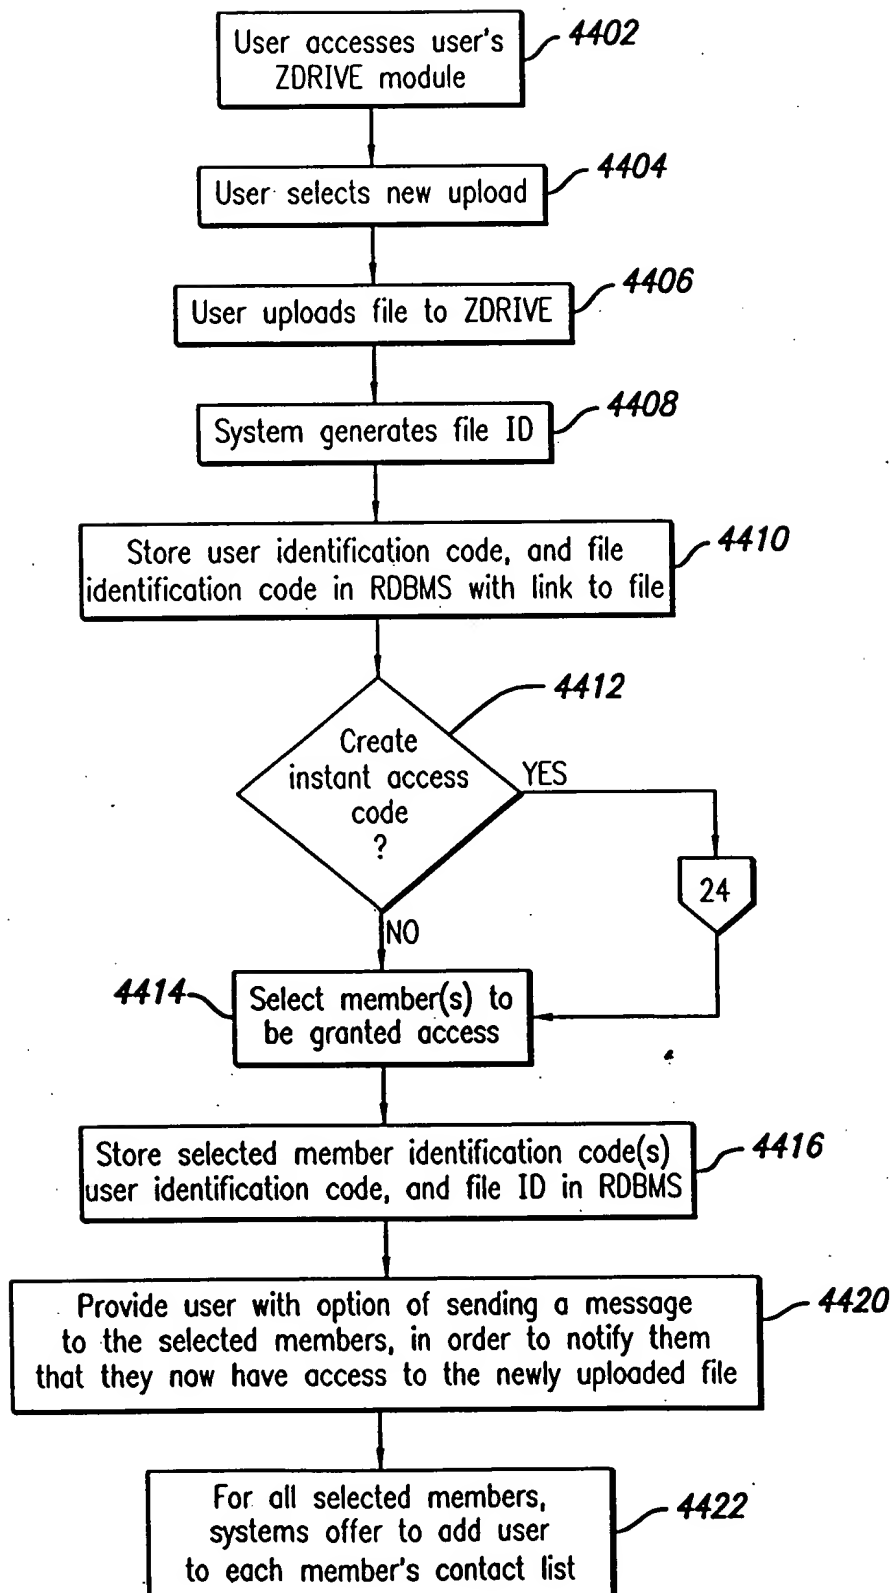 User accesses user's
ZDRIVE module
4402
User selects new upload
4404
User uploads file to ZDRIVE
4406
System generates file ID
4408
Store user identification code, and file
identification code in RDBMS with link to file
4410
Create
instant access
code
?
4412
YES
24
NO
4414
Select member(s) to
be granted access
Store selected member identification code(s)
user identification code, and file ID in RDBMS
4416
Provide user with option of sending a message
to the selected members, in order to notify them
that they now have access to the newly uploaded file
4420
For all selected members,
systems offer to add user
to each member's contact list
4422